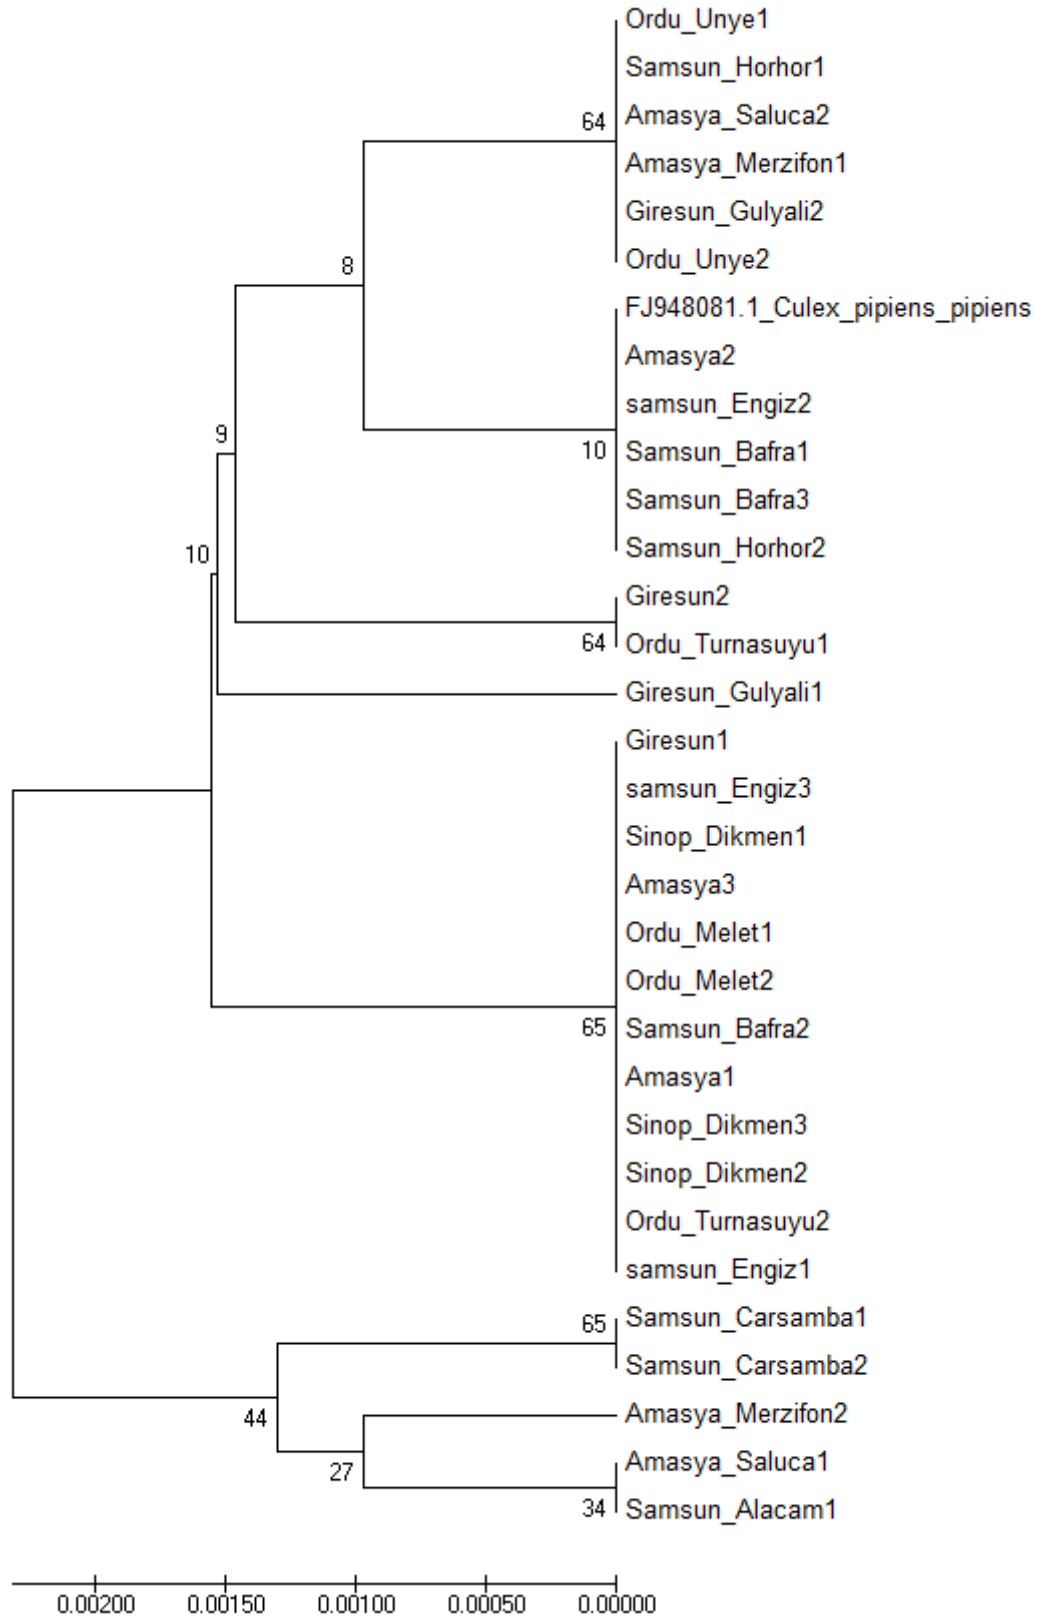 Ordu_Unye1
Samsun_Horhor1
Amasya_Saluca2
64
Amasya_Merzifon1
Giresun_Gulyali2
Ordu_Unye2
8
FJ948081.1_Culex_pipiens_pipiens
Amasya2
samsun_Engiz2
9
10 Samsun_Bafra1
Samsun_Bafra3
Samsun_Horhor2
10
Giresun2
64 Ordu_Turnasuyu1
Giresun_Gulyali1
Giresun1
samsun_Engiz3
Sinop_Dikmen1
Amasya3
Ordu_Melet1
Ordu_Melet2
65 Samsun_Bafra2
Amasya1
Sinop_Dikmen3
Sinop_Dikmen2
Ordu_Turnasuyu2
samsun_Engiz1
65 Samsun_Carsamba1
Samsun_Carsamba2
44 Amasya_Merzifon2
27 Amasya_Saluca1
34 Samsun_Alacam1
0.00200 0.00150 0.00100 0.00050 0.00000